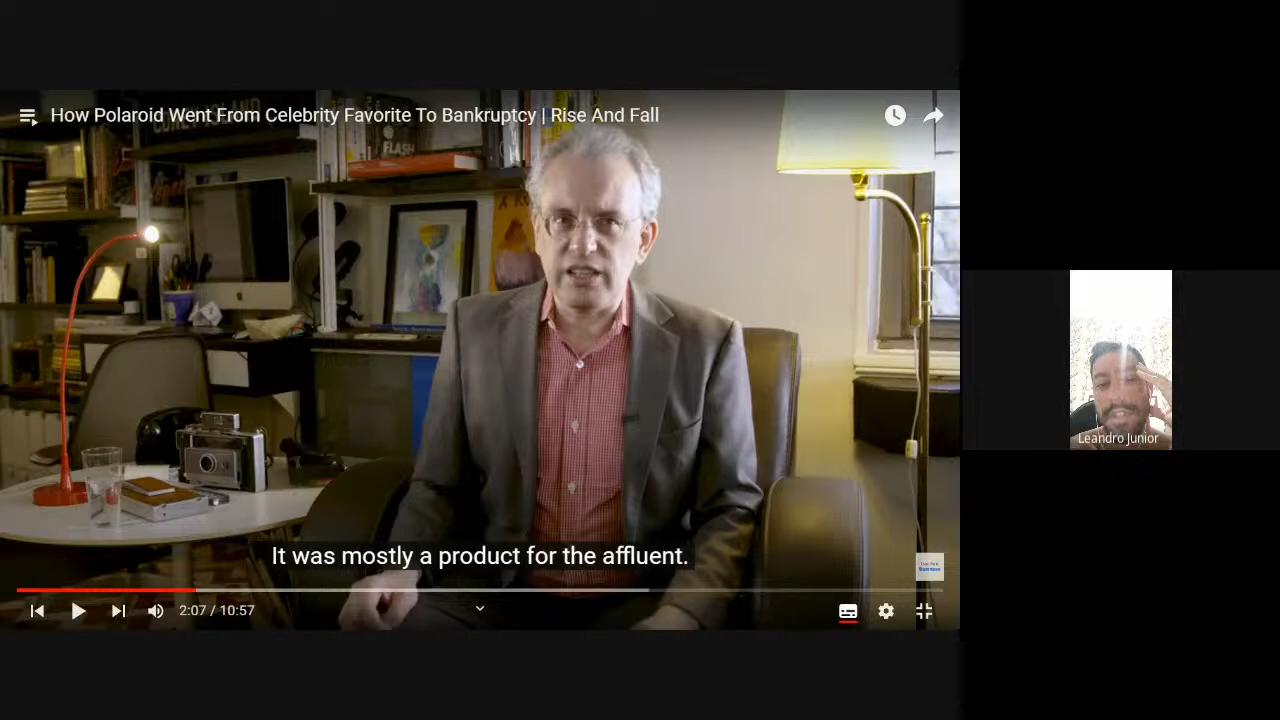 How Polaroid Went From Celebrity Favorite To Bankruptcy | Rise And Fall
FLASH
It was mostly a product for the affluent.
2:07 / 10:57
Leandro Junior